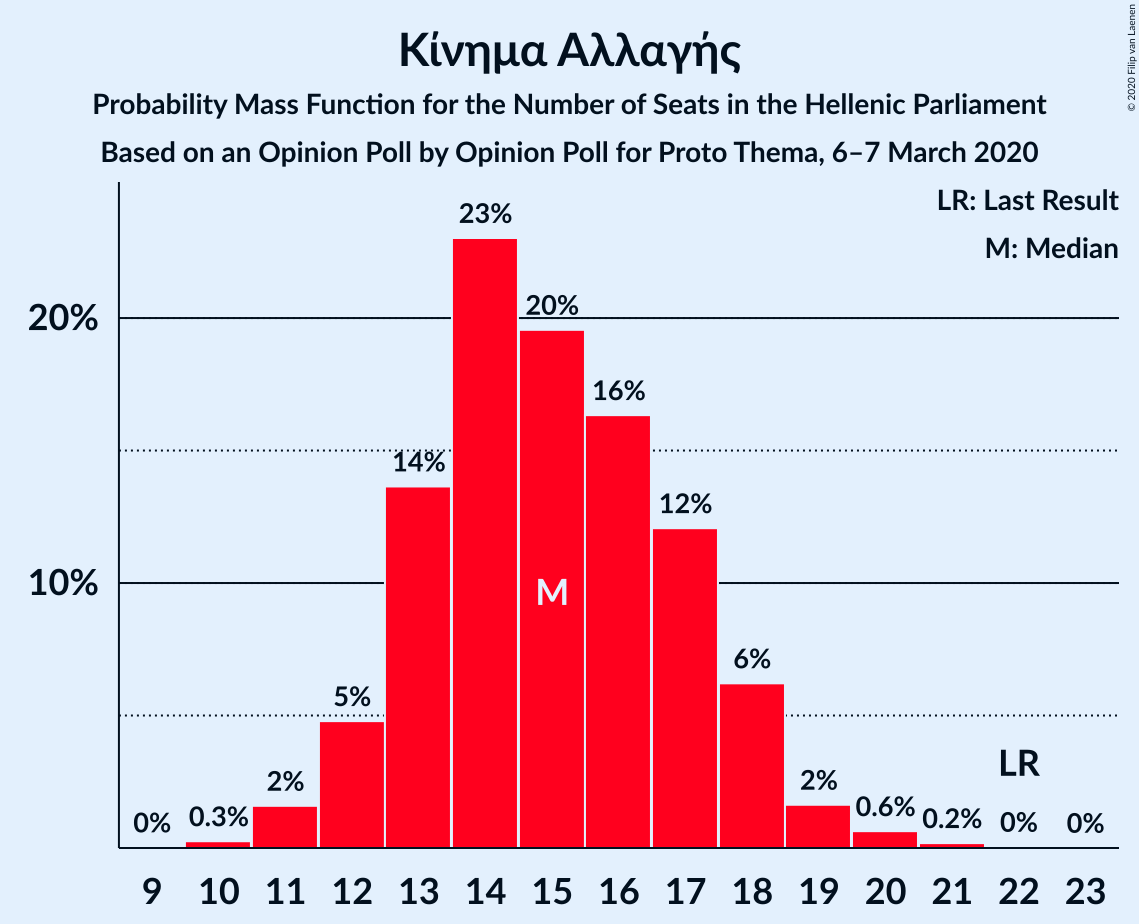 Κίνημα Αλλαγής
Probability Mass Function for the Number of Seats in the Hellenic Parliament
Based on an Opinion Poll by Opinion Poll for Proto Thema, 6–7 March 2020
© 2020 Filip van Laenen
LR: Last Result
M: Median
20%
10%
0%
0.3%
2%
5%
14%
23%
20%
16%
12%
6%
2%
0.6%
0.2%
0%
0%
M
LR
9 10 11 12 13 14 15 16 17 18 19 20 21 22 23